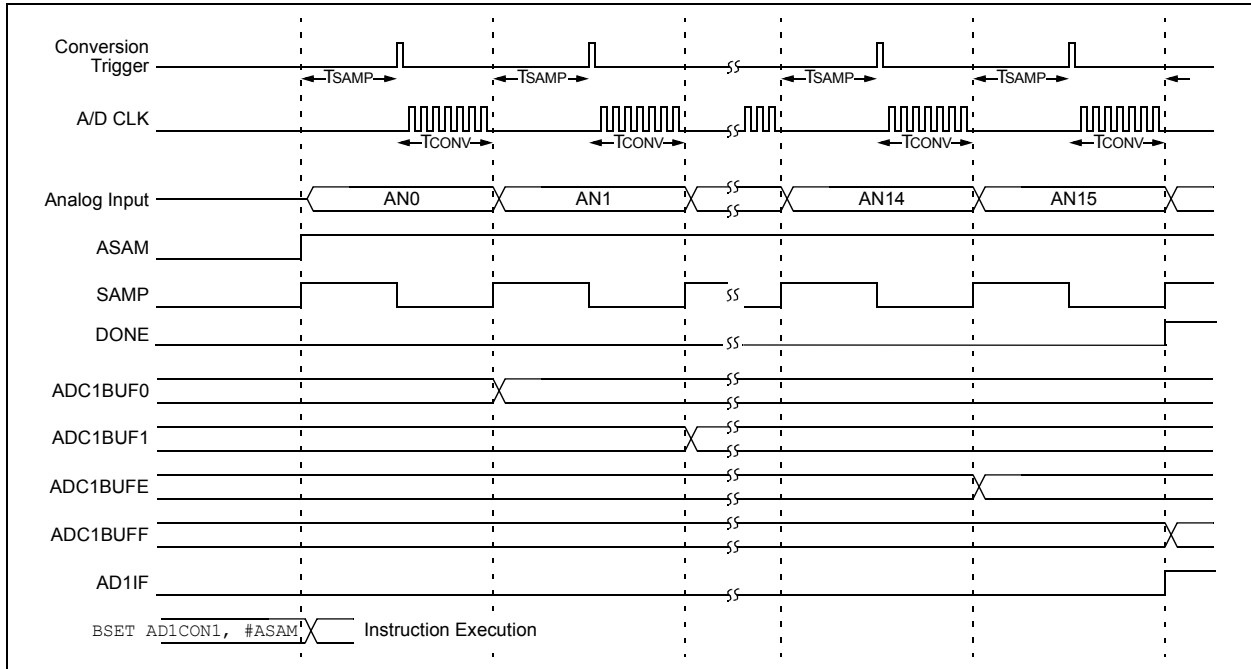 Conversion
Trigger
TSAMP TSAMP TSAMP TSAMP
A/D CLK
TCONV TCONV TCONV TCONV
Analog Input AN0 AN1 AN14 AN15
ASAM
SAMP
DONE
ADC1BUF0
ADC1BUF1
ADC1BUFE
ADC1BUFF
AD1IF
BSET AD1CON1, #ASAM Instruction Execution